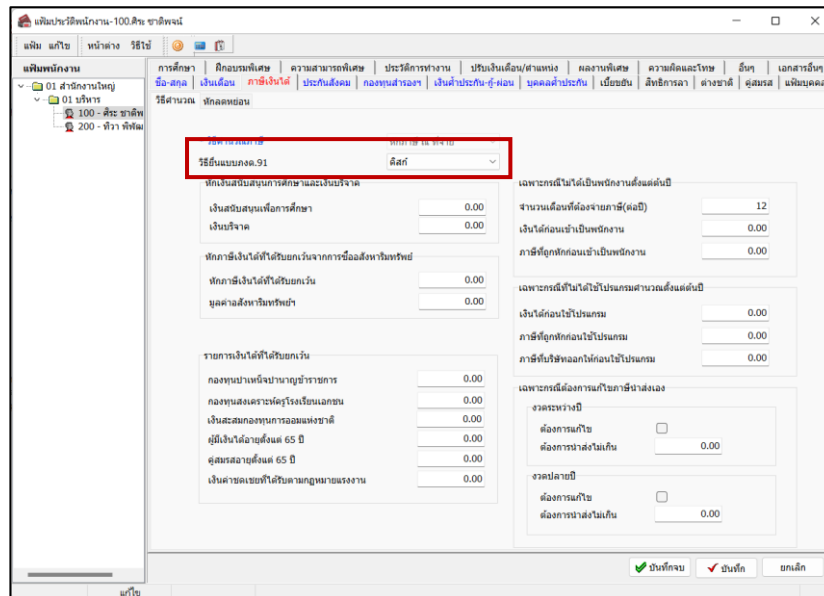 แฟ้มประวัติพนักงาน-100.ศิระ ชาติพจน์
แฟ้ม แก้ไข หน้าต่าง วิธีใช้
แฟ้มพนักงาน
01 สำนักงานใหญ่
01 บริหาร
100 - ศิระ ชาติพ
200 - ทิวา พิพัฒ
การศึกษา ฝึกอบรมพิเศษ ความสามารถพิเศษ ประวัติการทำงาน ปรับเงินเดือน/ตำแหน่ง ผลงานพิเศษ ความผิดและโทษ อื่นๆ เอกสารอื่นๆ
ชื่อ-สกุล เงินเดือน ภาษีเงินได้ ประกันสังคม กองทุนสำรองฯ เงินค้ำประกัน-กู้-ผ่อน บุคคลค้ำประกัน เบี้ยขยัน สิทธิการลา ต่างชาติ คู่สมรส แฟ้มบุคคล
วิธีคำนวณ หักลดหย่อน
วิธีคำนวณภาษี หักภาษี ณ ที่จ่าย
วิธียื่นแบบภงด.91 ดิสก์
หักเงินสนับสนุนการศึกษาและเงินบริจาค
เงินสนับสนุนเพื่อการศึกษา 0.00
เงินบริจาค 0.00
หักภาษีเงินได้ที่ได้รับยกเว้นจากการซื้ออสังหาริมทรัพย์
หักภาษีเงินได้ที่ได้รับยกเว้น 0.00
มูลค่าอสังหาริมทรัพย์ฯ 0.00
รายการเงินได้ที่ได้รับยกเว้น
กองทุนบำเหน็จบำนาญข้าราชการ 0.00
กองทุนสงเคราะห์ครูโรงเรียนเอกชน 0.00
เงินสะสมกองทุนการออมแห่งชาติ 0.00
ผู้มีเงินได้อายุตั้งแต่ 65 ปี 0.00
คู่สมรสอายุตั้งแต่ 65 ปี 0.00
เงินค่าชดเชยที่ได้รับตามกฎหมายแรงงาน 0.00
เฉพาะกรณีไม่ได้เป็นพนักงานตั้งแต่ต้นปี
จำนวนเดือนที่ต้องจ่ายภาษี(ต่อปี) 12
เงินได้ก่อนเข้าเป็นพนักงาน 0.00
ภาษีที่ถูกหักก่อนเข้าเป็นพนักงาน 0.00
เฉพาะกรณีที่ไม่ได้ใช้โปรแกรมคำนวณตั้งแต่ต้นปี
เงินได้ก่อนใช้โปรแกรม 0.00
ภาษีที่ถูกหักก่อนใช้โปรแกรม 0.00
ภาษีที่บริษัทออกให้ก่อนใช้โปรแกรม 0.00
เฉพาะกรณีต้องการแก้ไขภาษีนำส่งเอง
งวดระหว่างปี
ต้องการแก้ไข
ต้องการนำส่งไม่เกิน 0.00
งวดปลายปี
ต้องการแก้ไข
ต้องการนำส่งไม่เกิน 0.00
บันทึกจบ บันทึก ยกเลิก
แก้ไข